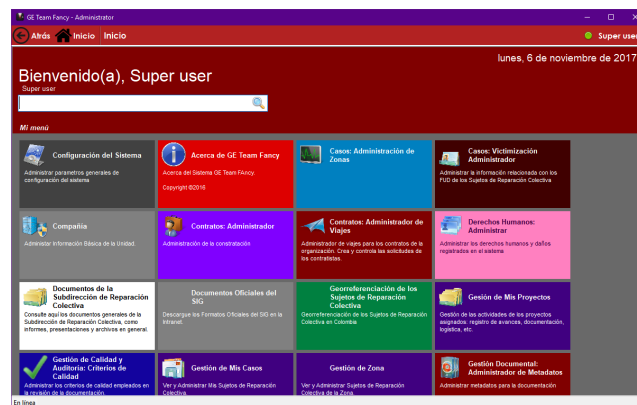 GE Team Fancy - Administrator
Atrás Inicio Inicio Super user
lunes, 6 de noviembre de 2017
Bienvenido(a), Super user
Super user
Mi menú
Configuración del Sistema
Administrar parametros generales de
configuración del sistema
Acerca de GE Team Fancy
Acerca del Sistema GE Team FAncy.
Copyright ©2016
Casos: Administración de
Zonas
Casos: Victimización
Administrador
Administrar la información relacionada con los
FUD de los Sujetos de Reparación Colectiva
Compañia
Administar Información Básica de la Unidad.
Contratos: Administrador
Administración de la constratación
Contratos: Administrador de
Viajes
Administrador de viajes para los contratos de la
organización. Crea y controla las solicitudes de
los contratistas.
Derechos Humanos:
Administrar
Administrar los derechos humanos y daños
registrados en el sistema
Documentos de la
Subdirección de Reparación
Colectiva
Consulte aquí los documentos generales de la
Subdirección de Reparación Colectiva, como
informes, presentaciones y archivos en general.
Documentos Oficiales del
SIG
Descargue los Formatos Oficiales del SIG en la
Intranet.
Georreferenciación de los
Sujetos de Reparación
Colectiva
Georreferenciación de los Sujetos de Reparación
Colectiva en Colombia
Gesión de Mis Proyectos
Gestión de las actividades de los proyectos
asignados: registro de avances, documentación,
logística, etc.
Gestión de Calidad y
Auditoria: Criterios de
Calidad
Administrar los criterios de calidad empleados en
la revisión de la documentación.
Gestión de Mis Casos
Ver y Administrar Mis Sujetos de Reparación
Colectiva.
Gestión de Zona
Ver y Administrar Sujetos de Reparación
Colectiva de la Zona.
Gestión Documental:
Administrador de Metadatos
Administrar metadatos para la documentación
En línea